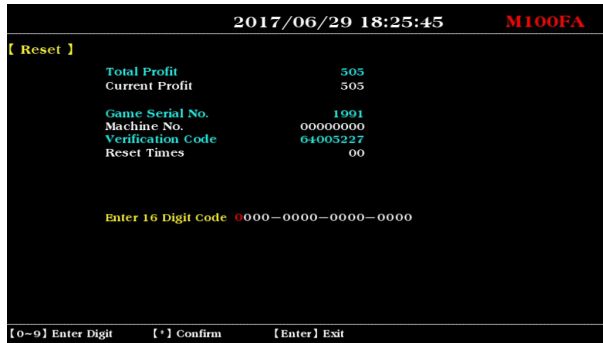 2017/06/29 18:25:45 M100FA
【 Reset 】
Total Profit 505
Current Profit 505
Game Serial No. 1991
Machine No. 00000000
Verification Code 64005227
Reset Times 00
Enter 16 Digit Code 0000-0000-0000-0000
【0~9】Enter Digit 【*】Confirm 【Enter】Exit